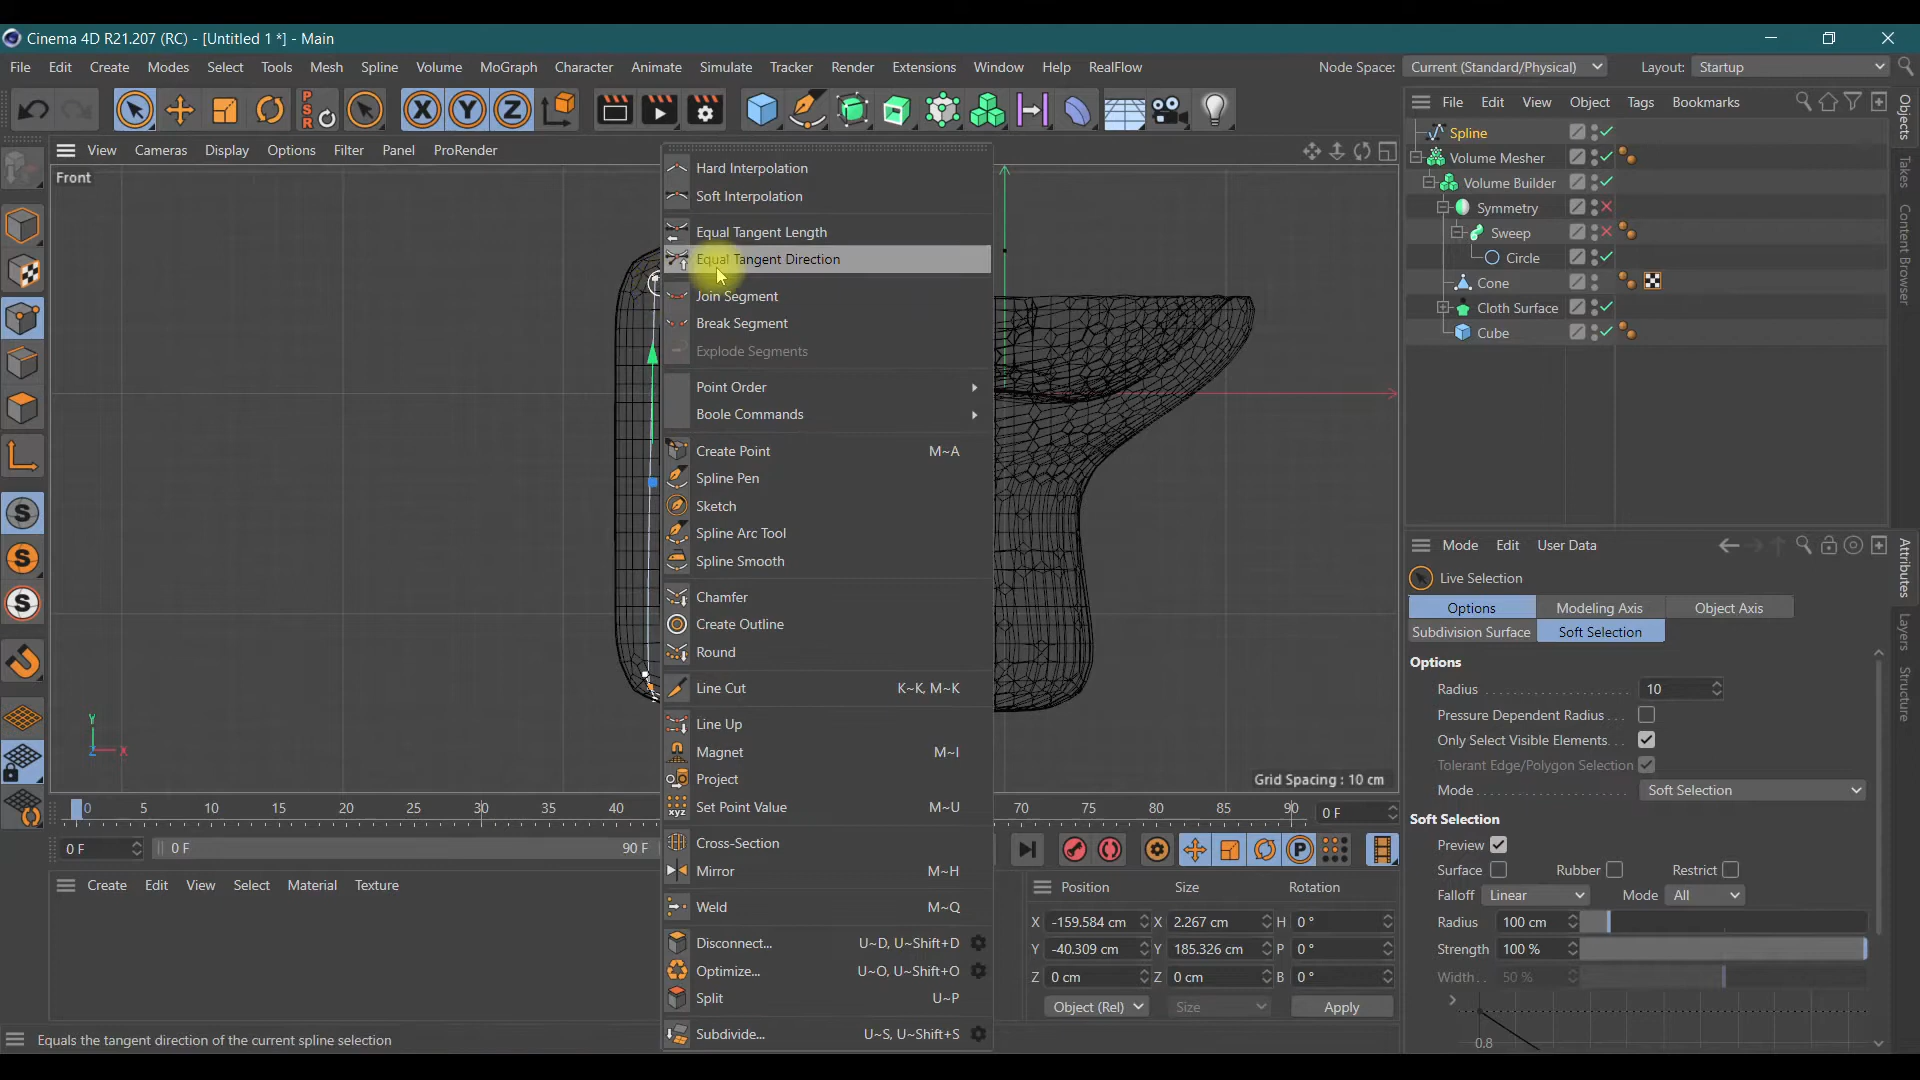 Cinema 4D R21.207 (RC) - [Untitled 1 *] - Main
File Edit Create Modes Select Tools Mesh Spline Volume MoGraph Character Animate Simulate Tracker Render Extensions Window Help RealFlow Node Space: Current (Standard/Physical) Layout: Startup
P
S
R
X Y Z
File Edit View Object Tags Bookmarks
View Cameras Display Options Filter Panel ProRender
Front
Hard Interpolation
Soft Interpolation
Equal Tangent Length
Equal Tangent Direction
Join Segment
Break Segment
Explode Segments
Point Order
Boole Commands
Create Point M~A
Spline Pen
Sketch
Spline Arc Tool
Spline Smooth
Chamfer
Create Outline
Round
Line Cut K~K, M~K
Line Up
Magnet M~I
Project
Set Point Value M~U
Cross-Section
Mirror M~H
Weld M~Q
Disconnect... U~D, U~Shift+D
Optimize... U~O, U~Shift+O
Split U~P
Subdivide... U~S, U~Shift+S
xyz
S
S
S
Y
Z X
Grid Spacing : 10 cm
0 5 10 15 20 25 30 35 40 70 75 80 85 90 0 F
0 F 0 F 90 F
P
Create Edit View Select Material Texture
Position Size Rotation
X -159.584 cm X 2.267 cm H 0 °
Y -40.309 cm Y 185.326 cm P 0 °
Z 0 cm Z 0 cm B 0 °
Object (Rel) Size Apply
Equals the tangent direction of the current spline selection
Spline
Volume Mesher
Volume Builder
Symmetry
Sweep
Circle
Cone
Cloth Surface
Cube
Objects
Takes
Content Browser
Mode Edit User Data
Live Selection
Options Modeling Axis Object Axis
Subdivision Surface Soft Selection
Options
Radius 10
Pressure Dependent Radius
Only Select Visible Elements
Tolerant Edge/Polygon Selection
Mode Soft Selection
Soft Selection
Preview
Surface Rubber Restrict
Falloff Linear Mode All
Radius 100 cm
Strength 100 %
Width 50 %
0.8
Attributes
Layers
Structure